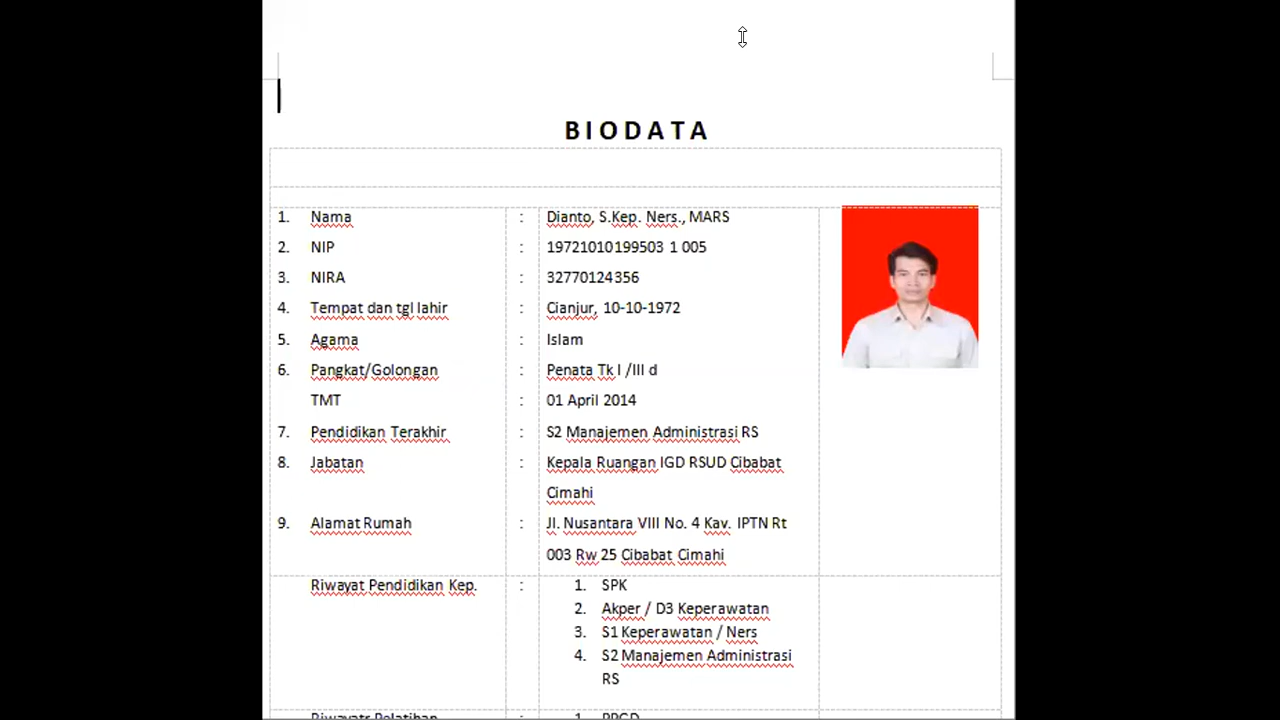 B I O D A T A
1. Nama : Dianto, S.Kep. Ners., MARS
2. NIP : 19721010199503 1 005
3. NIRA : 32770124356
4. Tempat dan tgl lahir : Cianjur, 10-10-1972
5. Agama : Islam
6. Pangkat/Golongan : Penata Tk I /III d
TMT : 01 April 2014
7. Pendidikan Terakhir : S2 Manajemen Administrasi RS
8. Jabatan : Kepala Ruangan IGD RSUD Cibabat
Cimahi
9. Alamat Rumah : Jl. Nusantara VIII No. 4 Kav. IPTN Rt
003 Rw 25 Cibabat Cimahi
Riwayat Pendidikan Kep. : 1. SPK
2. Akper / D3 Keperawatan
3. S1 Keperawatan / Ners
4. S2 Manajemen Administrasi
RS
Riwayatr Pelatihan : 1. PPGD